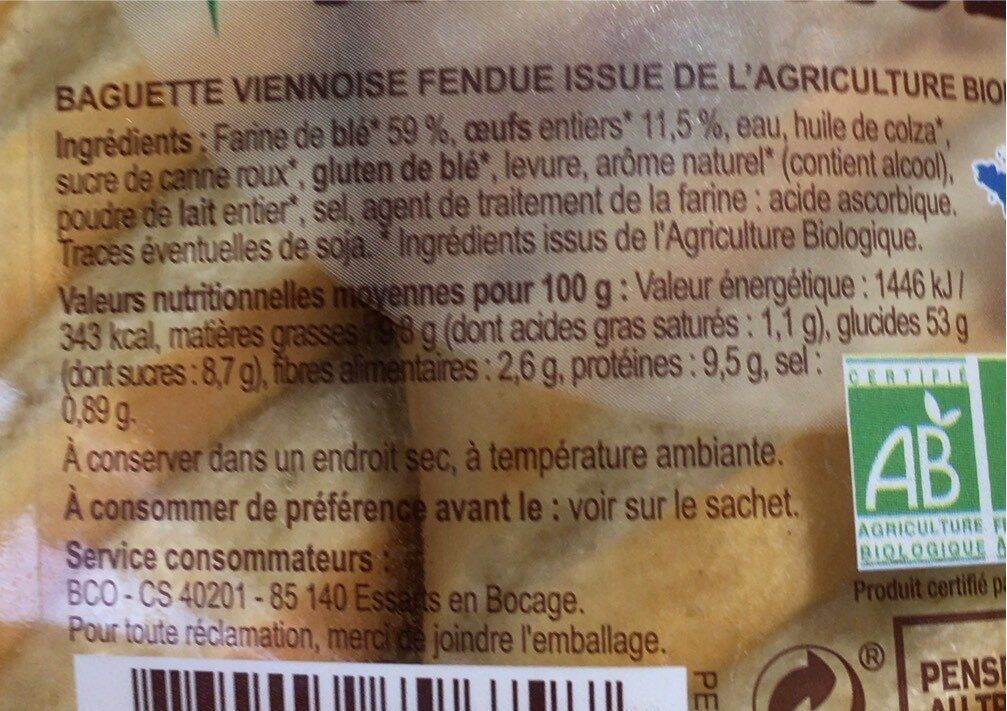 BAGUETTE VIENNOISE FENDUE ISSUE DE L'AGRICULTURE BIO
Ingrédients : Farine de blé* 59 %, œufs entiers* 11,5 %, eau, huile de colza*,
sucre de canne roux*, gluten de blé*, levure, arôme naturel* (contient alcool),
poudre de lait entier*, sel, agent de traitement de la farine : acide ascorbique.
Traces éventuelles de soja. * Ingrédients issus de l'Agriculture Biologique.
Valeurs nutritionnelles moyennes pour 100 g : Valeur énergétique : 1446 kJ /
343 kcal, matières grasses : 9,8 g (dont acides gras saturés : 1,1 g), glucides 53 g
(dont sucres : 8,7 g), fibres alimentaires : 2,6 g, protéines : 9,5 g, sel :
0,89 g.
À conserver dans un endroit sec, à température ambiante.
À consommer de préférence avant le : voir sur le sachet.
Service consommateurs :
BCO - CS 40201 - 85 140 Essarts en Bocage.
Pour toute réclamation, merci de joindre l'emballage.
CERTIFIÉ
AB
AGRICULTURE
BIOLOGIQUE
Produit certifié
PE
®
PENS
AU TR